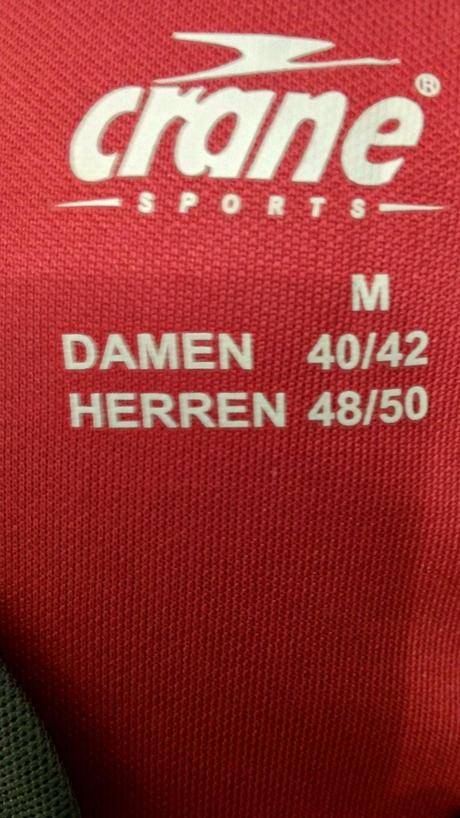 crane®
SPORTS
M
DAMEN 40/42
HERREN 48/50